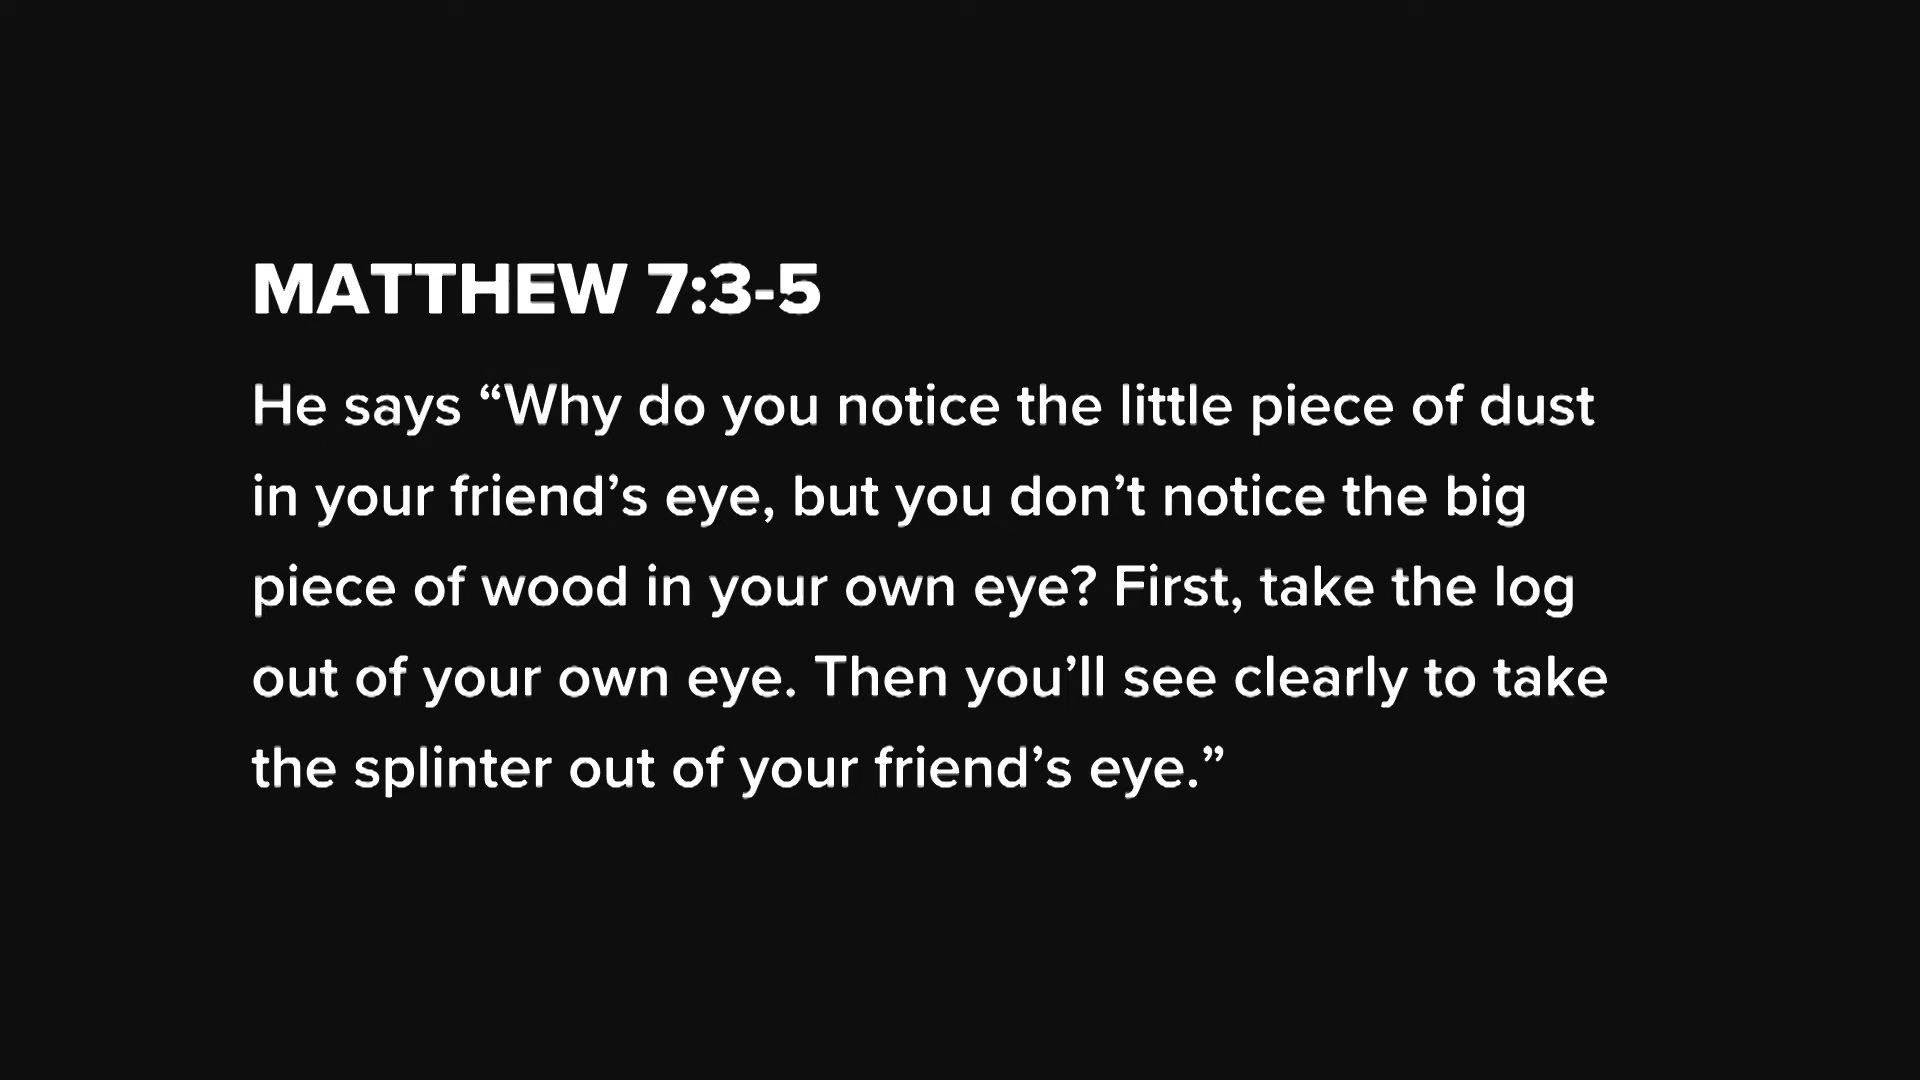 MATTHEW 7:3-5
He says “Why do you notice the little piece of dust
in your friend’s eye, but you don’t notice the big
piece of wood in your own eye? First, take the log
out of your own eye. Then you’ll see clearly to take
the splinter out of your friend’s eye.”